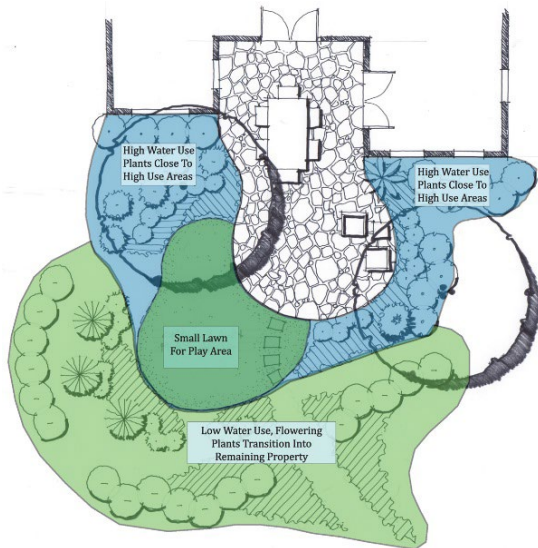 High Water Use
Plants Close To
High Use Areas
High Water Use
Plants Close To
High Use Areas
Small Lawn
For Play Area
Low Water Use, Flowering
Plants Transition Into
Remaining Property